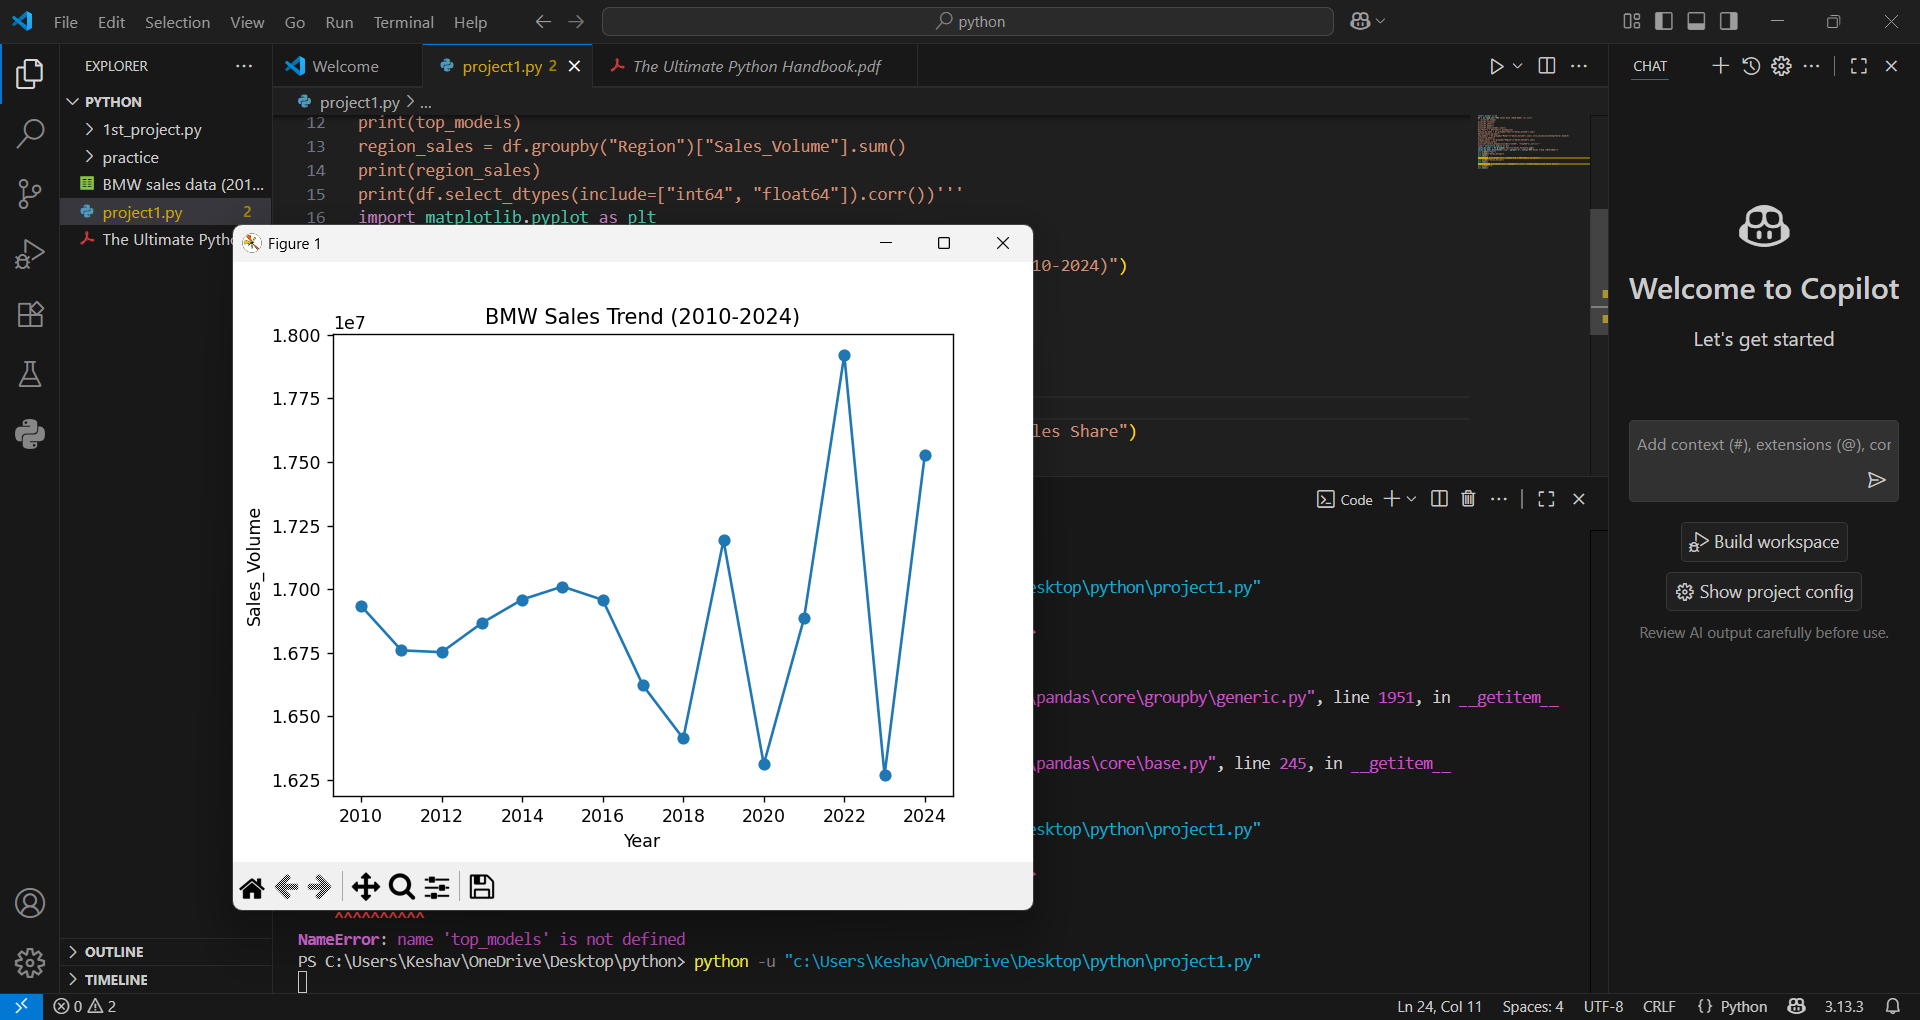 File Edit Selection View Go Run Terminal Help
python
EXPLORER
PYTHON
1st_project.py
practice
BMW sales data (201...
project1.py 2
The Ultimate Pytho
OUTLINE
TIMELINE
Welcome
project1.py 2
The Ultimate Python Handbook.pdf
project1.py > ...
12 print(top_models)
13 region_sales = df.groupby("Region")["Sales_Volume"].sum()
14 print(region_sales)
15 print(df.select_dtypes(include=["int64", "float64"]).corr())'''
16 import matplotlib.pyplot as plt
10-2024)")
les Share")
Figure 1
BMW Sales Trend (2010-2024)
1e7
1.800
1.775
1.750
1.725
1.700
1.675
1.650
1.625
Sales_Volume
2010 2012 2014 2016 2018 2020 2022 2024
Year
Code
sktop\python\project1.py"
\pandas\core\groupby\generic.py", line 1951, in __getitem__
\pandas\core\base.py", line 245, in __getitem__
sktop\python\project1.py"
^^^^^^^^^^
NameError: name 'top_models' is not defined
PS C:\Users\Keshav\OneDrive\Desktop\python> python -u "c:\Users\Keshav\OneDrive\Desktop\python\project1.py"
CHAT
Welcome to Copilot
Let's get started
Add context (#), extensions (@), cor
Build workspace
Show project config
Review AI output carefully before use.
0 2
Ln 24, Col 11 Spaces: 4 UTF-8 CRLF {} Python 3.13.3